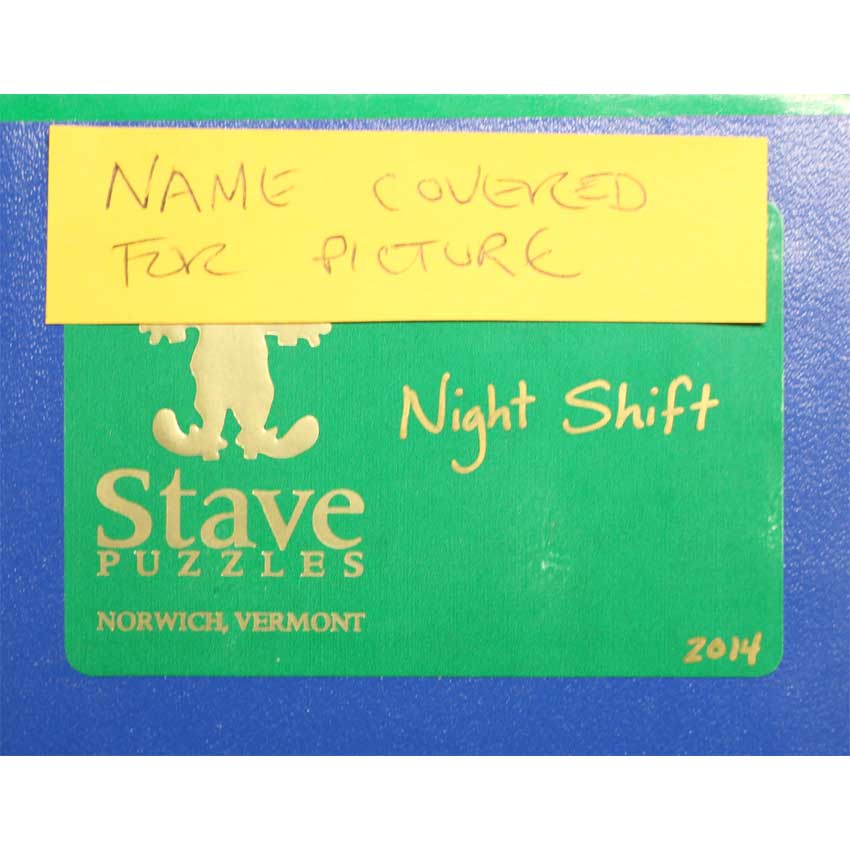 NAME COVERED
FOR PICTURE
Night Shift
Stave
PUZZLES
NORWICH, VERMONT
2014